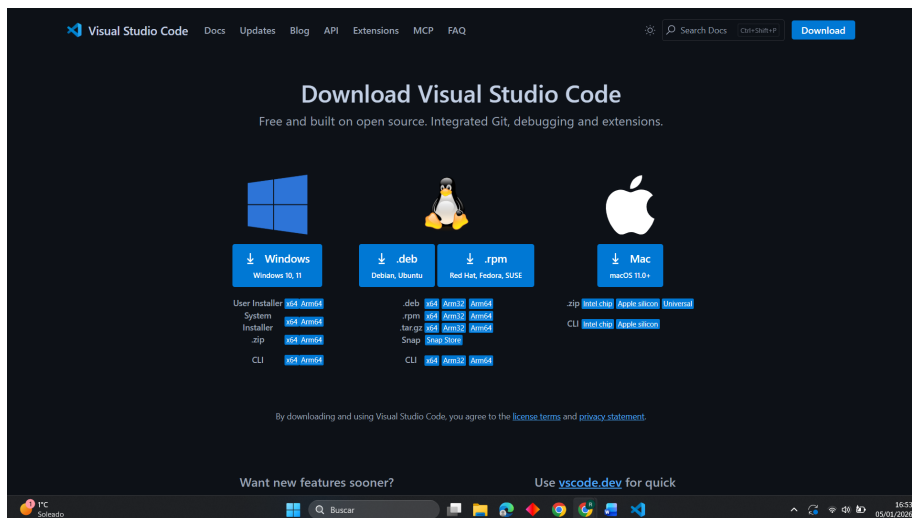 Visual Studio Code Docs Updates Blog API Extensions MCP FAQ Search Docs Ctrl+Shift+P Download
Download Visual Studio Code
Free and built on open source. Integrated Git, debugging and extensions.
Windows
Windows 10, 11
.deb
Debian, Ubuntu
.rpm
Red Hat, Fedora, SUSE
Mac
macOS 11.0+
User Installer x64 Arm64
System
Installer x64 Arm64
.zip x64 Arm64
CLI x64 Arm64
.deb x64 Arm32 Arm64
.rpm x64 Arm32 Arm64
.tar.gz x64 Arm32 Arm64
Snap Snap Store
CLI x64 Arm32 Arm64
.zip Intel chip Apple silicon Universal
CLI Intel chip Apple silicon
By downloading and using Visual Studio Code, you agree to the license terms and privacy statement.
Want new features sooner?
Use vscode.dev for quick
1
1°C
Soleado
Buscar
16:53
05/01/2026